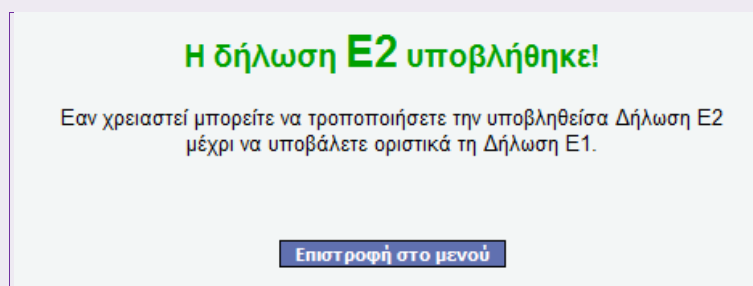 Η δήλωση Ε2 υποβλήθηκε!
Εαν χρειαστεί μπορείτε να τροποποιήσετε την υποβληθείσα Δήλωση Ε2
μέχρι να υποβάλετε οριστικά τη Δήλωση Ε1.
Επιστροφή στο μενού